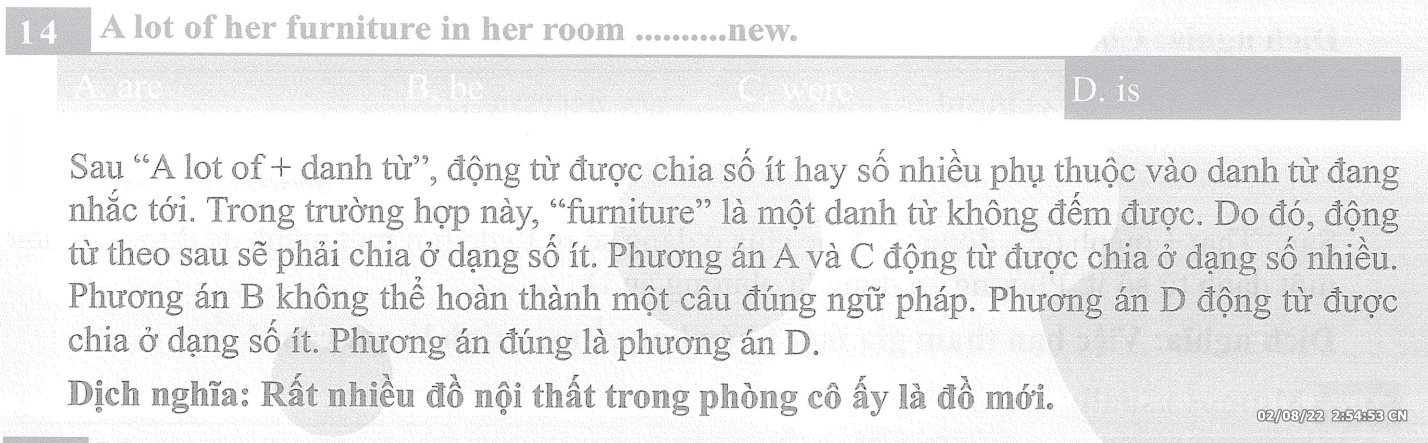 14 A lot of her furniture in her room ..........new.
A. are B. be C. were D. is
Sau “A lot of + danh từ”, động từ được chia số ít hay số nhiều phụ thuộc vào danh từ đang
nhắc tới. Trong trường hợp này, “furniture” là một danh từ không đếm được. Do đó, động
từ theo sau sẽ phải chia ở dạng số ít. Phương án A và C động từ được chia ở dạng số nhiều.
Phương án B không thể hoàn thành một câu đúng ngữ pháp. Phương án D động từ được
chia ở dạng số ít. Phương án đúng là phương án D.
Dịch nghĩa: Rất nhiều đồ nội thất trong phòng cô ấy là đồ mới.
02/08/22 2:54:53 CN